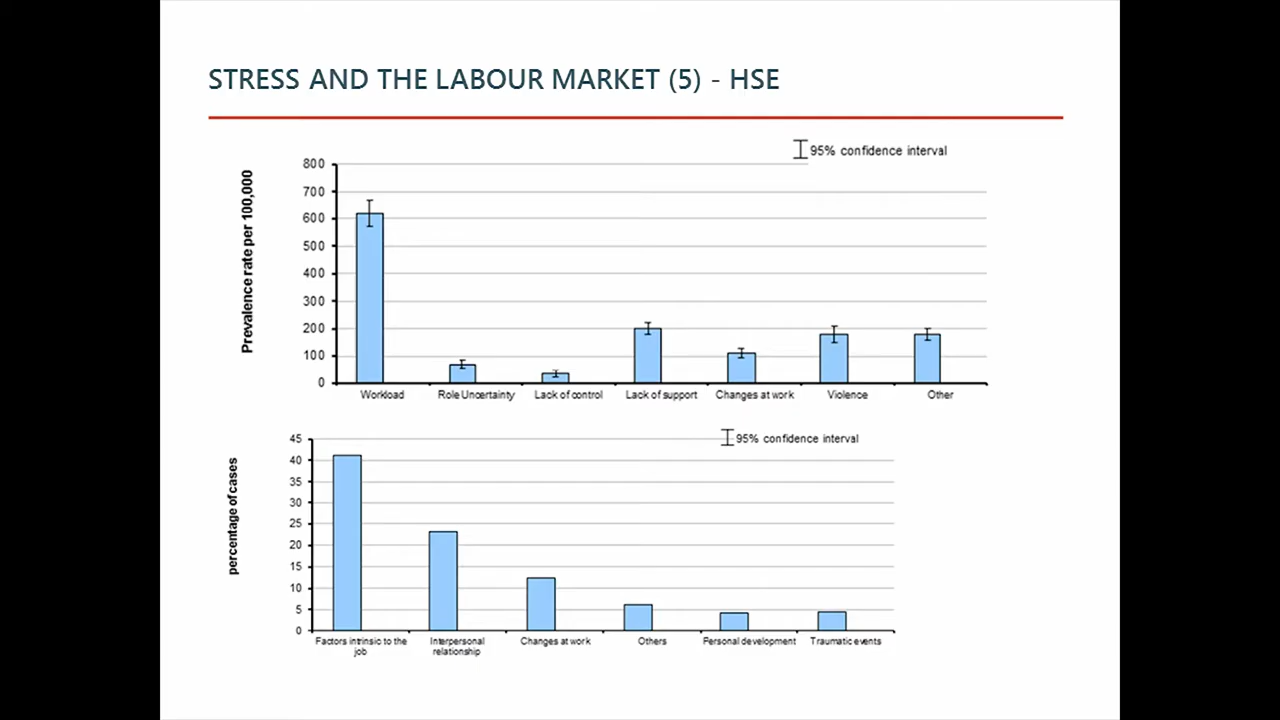 STRESS AND THE LABOUR MARKET (5) - HSE
95% confidence interval
Prevalence rate per 100,000
800
700
600
500
400
300
200
100
0
Workload Role Uncertainty Lack of control Lack of support Changes at work Violence Other
95% confidence interval
percentage of cases
45
40
35
30
25
20
15
10
5
0
Factors intrinsic to the job Interpersonal relationship Changes at work Others Personal development Traumatic events